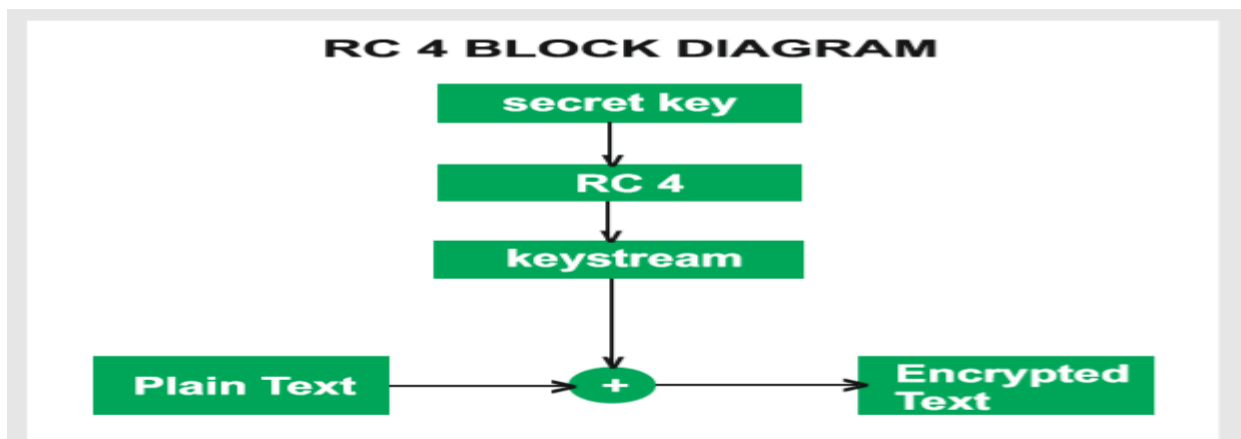 RC 4 BLOCK DIAGRAM
secret key
RC 4
keystream
Plain Text
+
Encrypted
Text